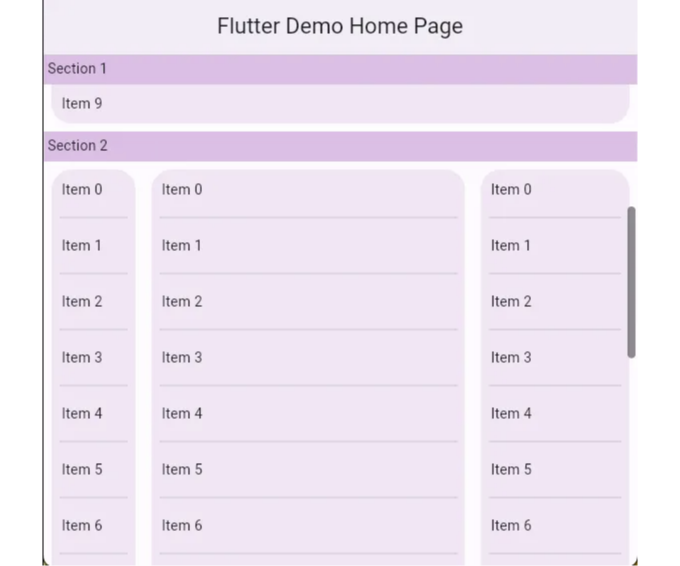 Flutter Demo Home Page
Section 1
Item 9
Section 2
Item 0 Item 0 Item 0
Item 1 Item 1 Item 1
Item 2 Item 2 Item 2
Item 3 Item 3 Item 3
Item 4 Item 4 Item 4
Item 5 Item 5 Item 5
Item 6 Item 6 Item 6